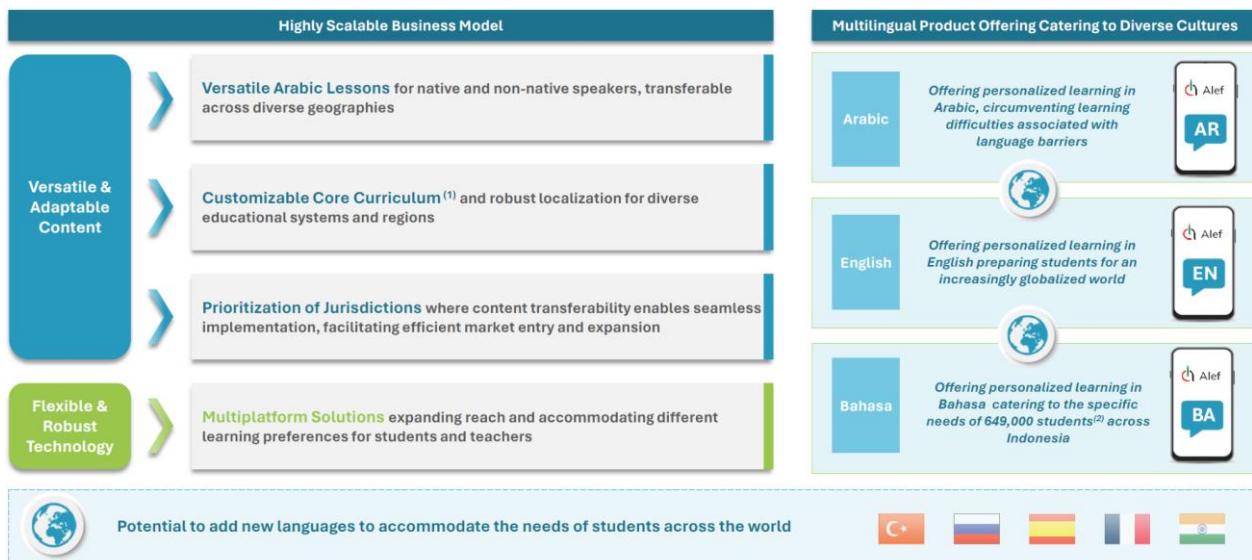 Highly Scalable Business Model
Versatile &
Adaptable
Content
Versatile Arabic Lessons for native and non-native speakers, transferable
across diverse geographies
Customizable Core Curriculum (1) and robust localization for diverse
educational systems and regions
Prioritization of Jurisdictions where content transferability enables seamless
implementation, facilitating efficient market entry and expansion
Flexible &
Robust
Technology
Multiplatform Solutions expanding reach and accommodating different
learning preferences for students and teachers
Multilingual Product Offering Catering to Diverse Cultures
Arabic
Offering personalized learning in
Arabic, circumventing learning
difficulties associated with
language barriers
Alef
AR
English
Offering personalized learning in
English preparing students for an
increasingly globalized world
Alef
EN
Bahasa
Offering personalized learning in
Bahasa catering to the specific
needs of 649,000 students(2) across
Indonesia
Alef
BA
Potential to add new languages to accommodate the needs of students across the world